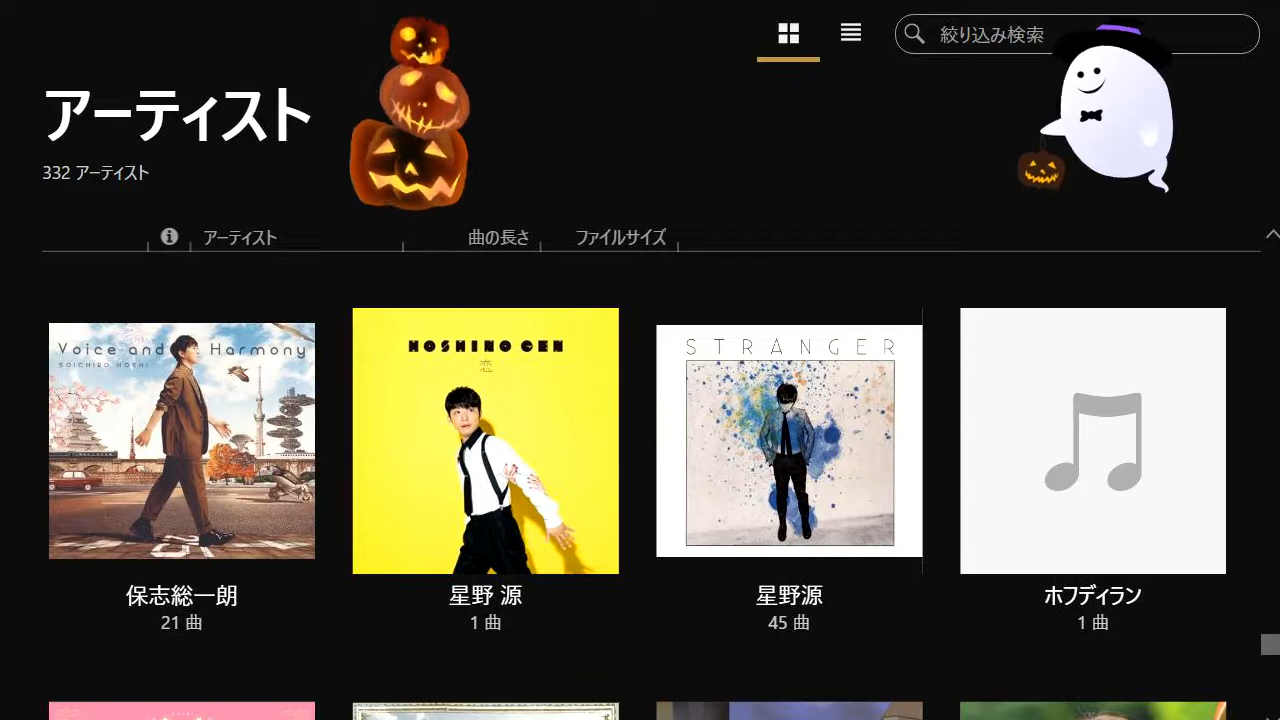 絞り込み検索
アーティスト
332 アーティスト
アーティスト 曲の長さ ファイルサイズ
Voice and Harmony
SOICHIRO HOSHI
HOSHINO GEN
恋
STRANGER
保志総一朗
21 曲
星野 源
1 曲
星野源
45 曲
ホフディラン
1 曲